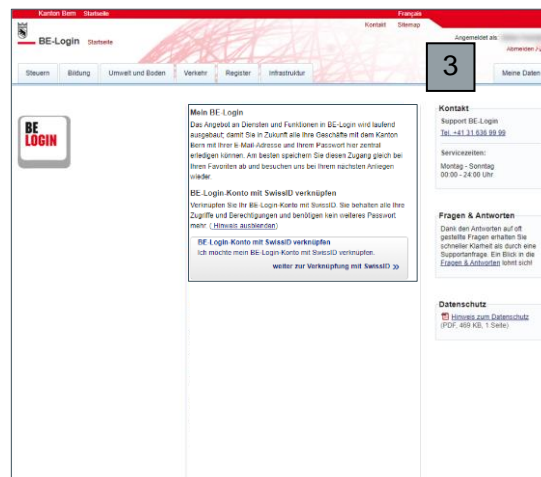 Kanton Bern Startseite
Français
Kontakt Sitemap
BE-Login Startseite
Angemeldet als:
Abmelden
3
Steuern Bildung Umwelt und Boden Verkehr Register Infrastruktur Meine Daten
BE
LOGIN
Mein BE-Login
Das Angebot an Diensten und Funktionen in BE-Login wird laufend
ausgebaut; damit Sie in Zukunft alle Ihre Geschäfte mit dem Kanton
Bern mit Ihrer E-Mail-Adresse und Ihrem Passwort hier zentral
erledigen können. Am besten speichern Sie diesen Zugang gleich bei
Ihren Favoriten ab und besuchen uns bei Ihrem nächsten Anliegen
wieder.
BE-Login-Konto mit SwissID verknüpfen
Verknüpfen Sie Ihr BE-Login-Konto mit SwissID. Sie behalten alle Ihre
Zugriffe und Berechtigungen und benötigen kein weiteres Passwort
mehr. ( Hinweis ausblenden)
BE-Login-Konto mit SwissID verknüpfen
Ich möchte mein BE-Login-Konto mit SwissID verknüpfen.
weiter zur Verknüpfung mit SwissID »
Kontakt
Support BE-Login
Tel. +41 31 636 99 99
Servicezeiten:
Montag - Sonntag
00:00 - 24:00 Uhr
Fragen & Antworten
Dank den Antworten auf oft
gestellte Fragen erhalten Sie
schneller Klarheit als durch eine
Supportanfrage. Ein Blick in die
Fragen & Antworten lohnt sich!
Datenschutz
Hinweis zum Datenschutz
(PDF, 469 KB, 1 Seite)